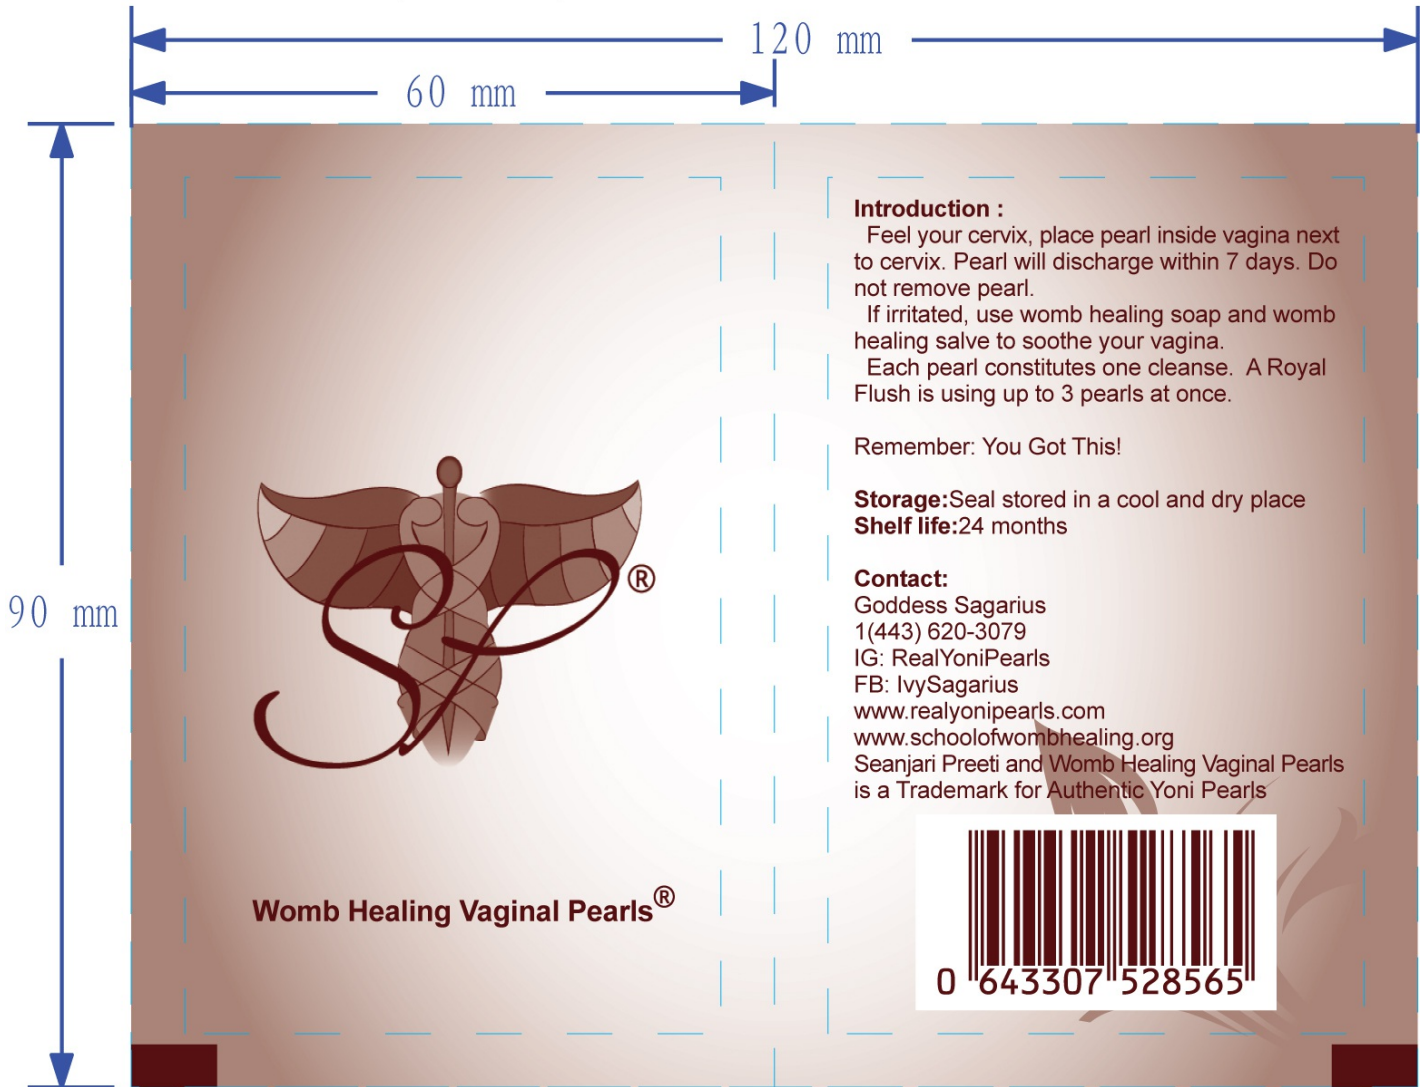 120 mm
60 mm
90 mm
SP®
Womb Healing Vaginal Pearls®
Introduction :
Feel your cervix, place pearl inside vagina next
to cervix. Pearl will discharge within 7 days. Do
not remove pearl.
If irritated, use womb healing soap and womb
healing salve to soothe your vagina.
Each pearl constitutes one cleanse. A Royal
Flush is using up to 3 pearls at once.
Remember: You Got This!
Storage:Seal stored in a cool and dry place
Shelf life:24 months
Contact:
Goddess Sagarius
1(443) 620-3079
IG: RealYoniPearls
FB: IvySagarius
www.realyonipearls.com
www.schoolofwombhealing.org
Seanjari Preeti and Womb Healing Vaginal Pearls
is a Trademark for Authentic Yoni Pearls
0 643307 528565